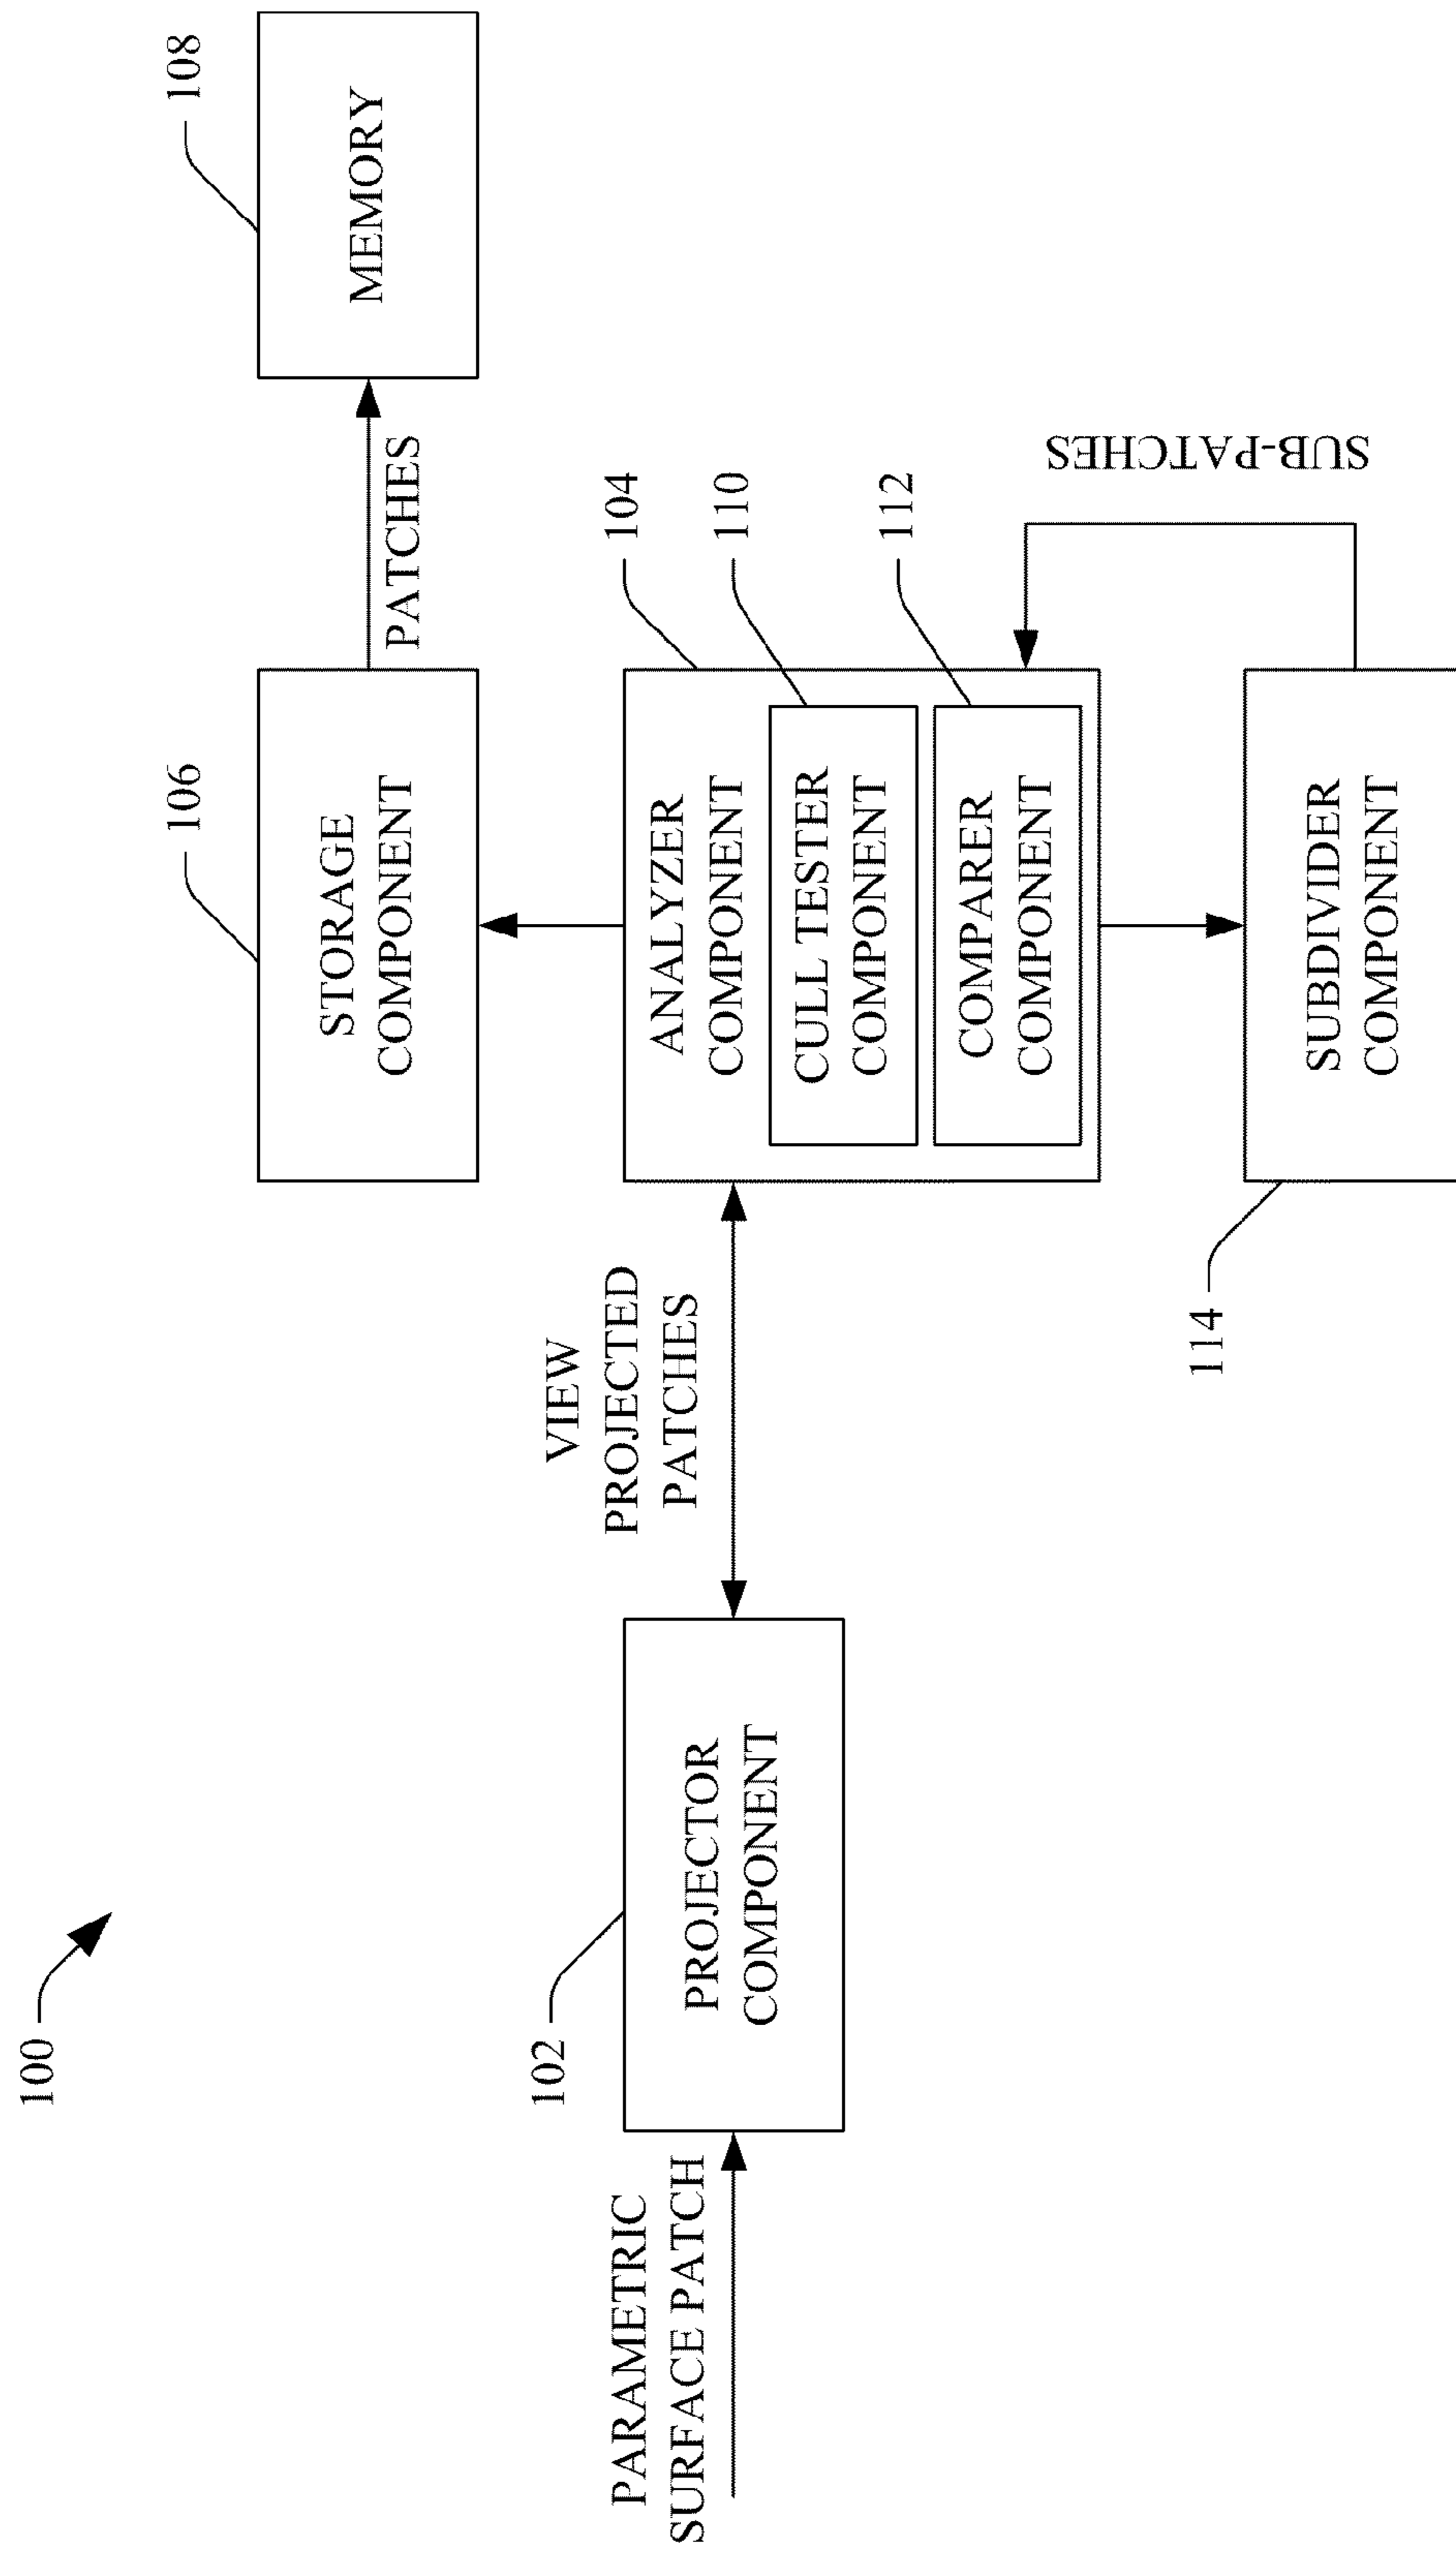 100
106
108
STORAGE
COMPONENT
PATCHES
MEMORY
102
PARAMETRIC
SURFACE PATCH
PROJECTOR
COMPONENT
VIEW
PROJECTED
PATCHES
104
ANALYZER
COMPONENT
110
CULL TESTER
COMPONENT
112
COMPARER
COMPONENT
SUB-PATCHES
114
SUBDIVIDER
COMPONENT